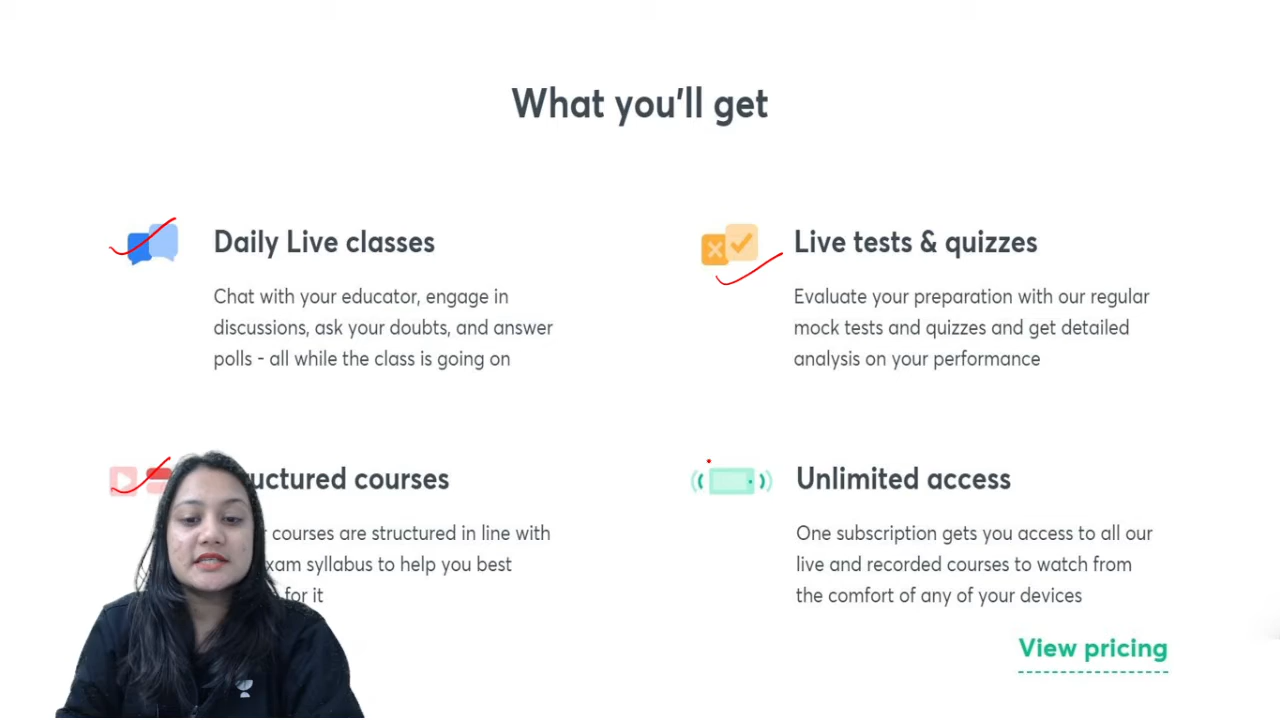 What you'll get
Daily Live classes
Chat with your educator, engage in
discussions, ask your doubts, and answer
polls - all while the class is going on
Live tests & quizzes
Evaluate your preparation with our regular
mock tests and quizzes and get detailed
analysis on your performance
courses
courses are structured in line with
syllabus to help you best
for it
Unlimited access
One subscription gets you access to all our
live and recorded courses to watch from
the comfort of any of your devices
View pricing